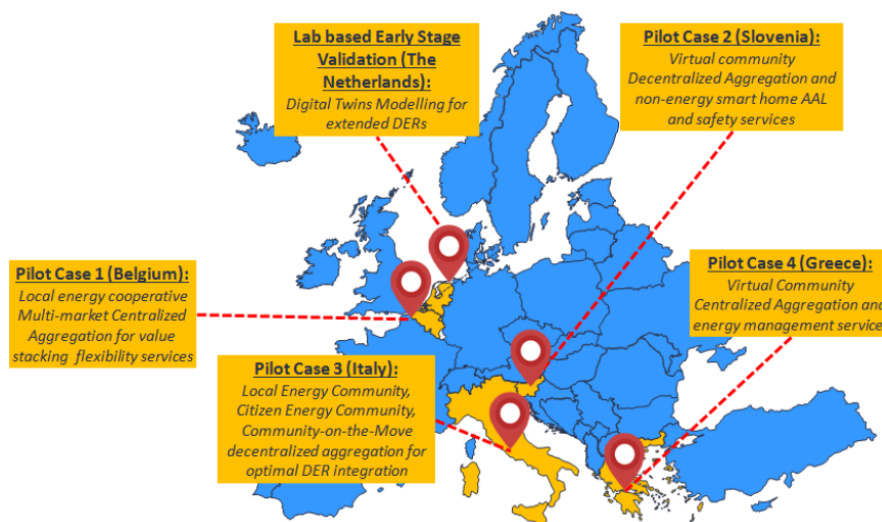 Lab based Early Stage
Validation (The
Netherlands):
Digital Twins Modelling for
extended DERs
Pilot Case 2 (Slovenia):
Virtual community
Decentralized Aggregation and
non-energy smart home AAL
and safety services
Pilot Case 1 (Belgium):
Local energy cooperative
Multi-market Centralized
Aggregation for value
stacking flexibility services
Pilot Case 4 (Greece):
Virtual Community
Centralized Aggregation and
energy management service
Pilot Case 3 (Italy):
Local Energy Community,
Citizen Energy Community,
Community-on-the-Move
decentralized aggregation for
optimal DER integration